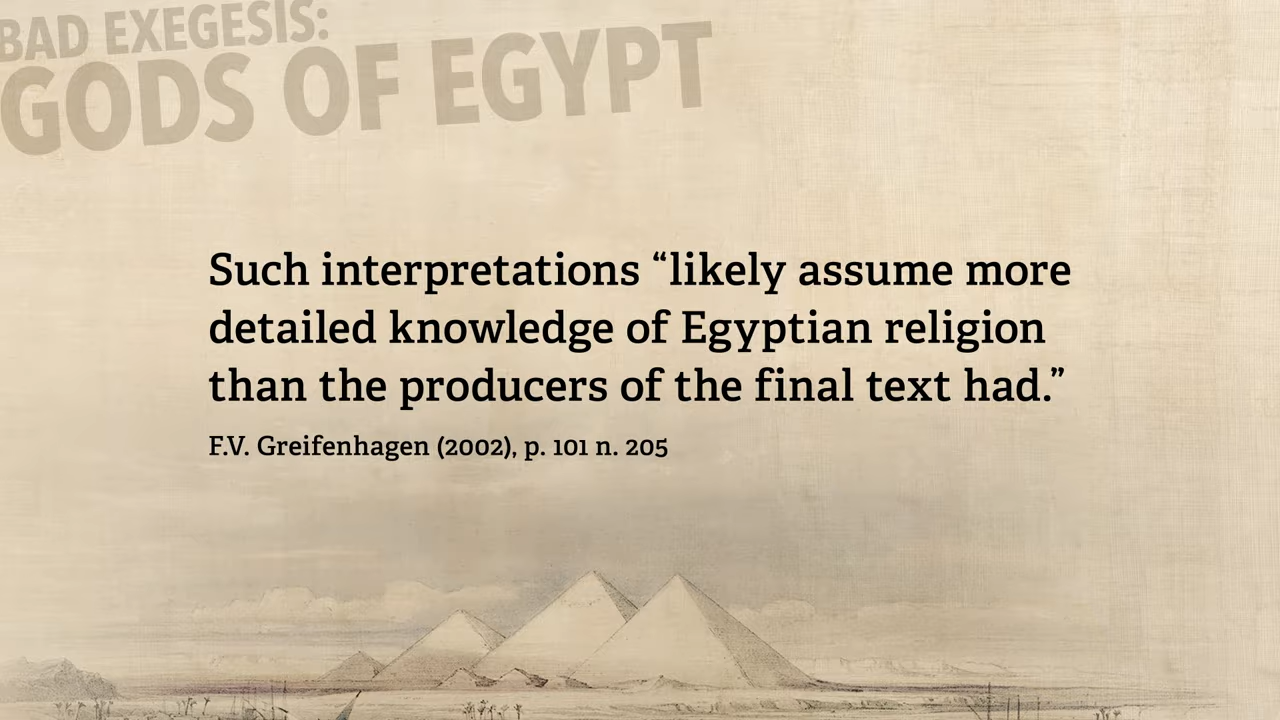 BAD EXEGESIS:
GODS OF EGYPT
Such interpretations “likely assume more
detailed knowledge of Egyptian religion
than the producers of the final text had.”
F.V. Greifenhagen (2002), p. 101 n. 205